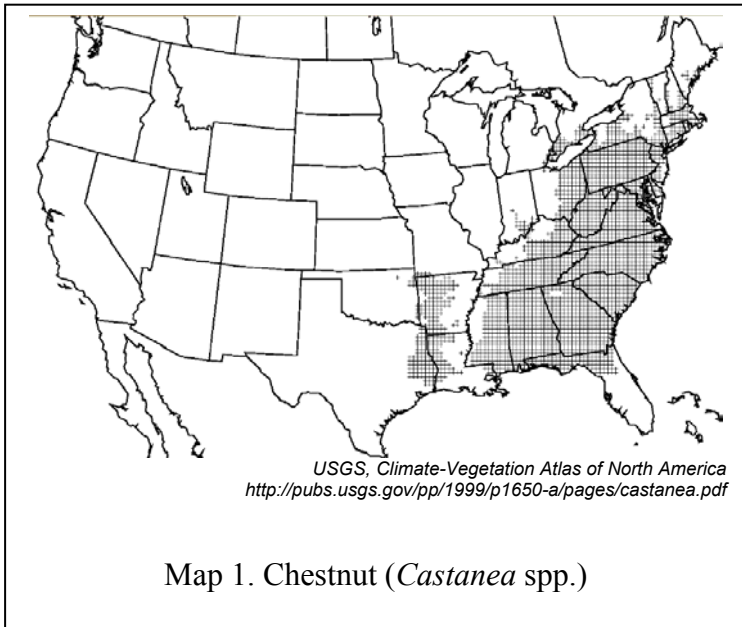 USGS, Climate-Vegetation Atlas of North America
http://pubs.usgs.gov/pp/1999/p1650-a/pages/castanea.pdf
Map 1. Chestnut (Castanea spp.)